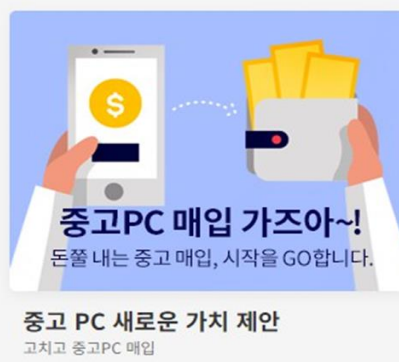 $
중고PC 매입 가즈아~!
돈쭐 내는 중고 매입, 시작을 GO합니다.
중고 PC 새로운 가치 제안
고치고 중고PC 매입